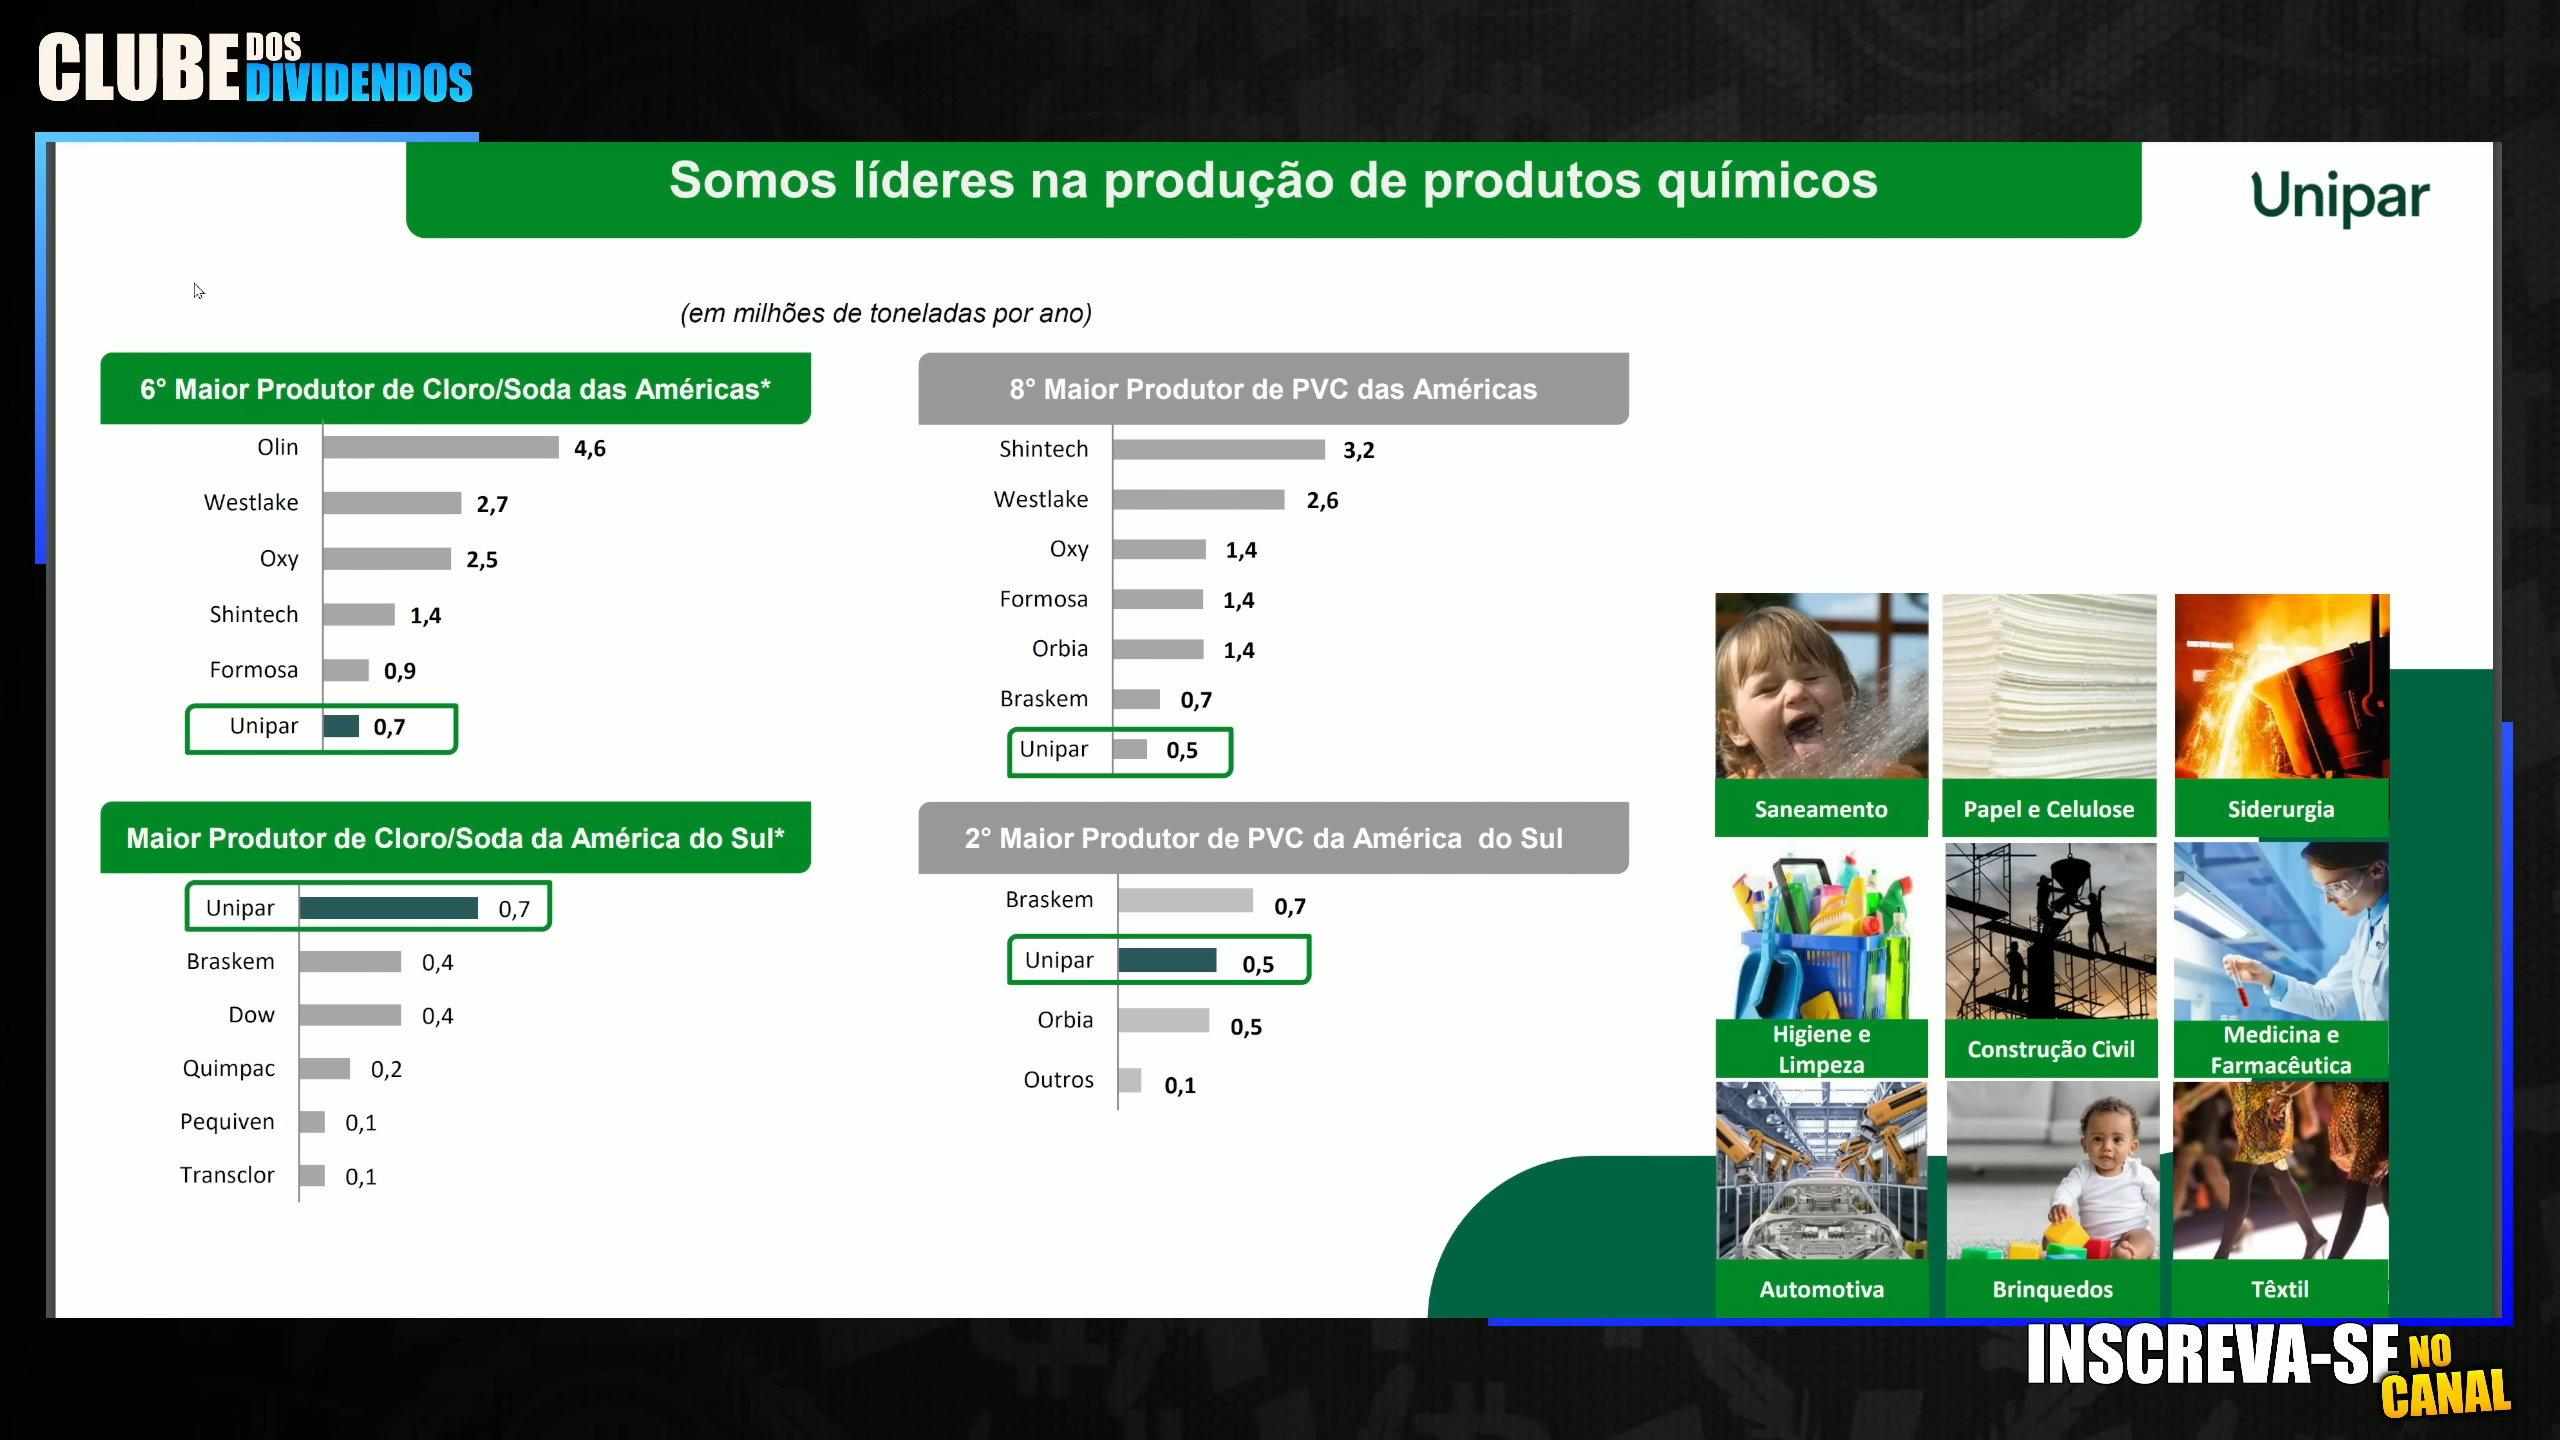 CLUBE DOS DIVIDENDOS
Somos líderes na produção de produtos químicos
Unipar
(em milhões de toneladas por ano)
6° Maior Produtor de Cloro/Soda das Américas*
Olin 4,6
Westlake 2,7
Oxy 2,5
Shintech 1,4
Formosa 0,9
Unipar 0,7
8° Maior Produtor de PVC das Américas
Shintech 3,2
Westlake 2,6
Oxy 1,4
Formosa 1,4
Orbia 1,4
Braskem 0,7
Unipar 0,5
Maior Produtor de Cloro/Soda da América do Sul*
Unipar 0,7
Braskem 0,4
Dow 0,4
Quimpac 0,2
Pequiven 0,1
Transclor 0,1
2° Maior Produtor de PVC da América do Sul
Braskem 0,7
Unipar 0,5
Orbia 0,5
Outros 0,1
Saneamento
Papel e Celulose
Siderurgia
Higiene e
Limpeza
Construção Civil
Medicina e
Farmacêutica
Automotiva
Brinquedos
Têxtil
INSCREVA-SE NO
CANAL